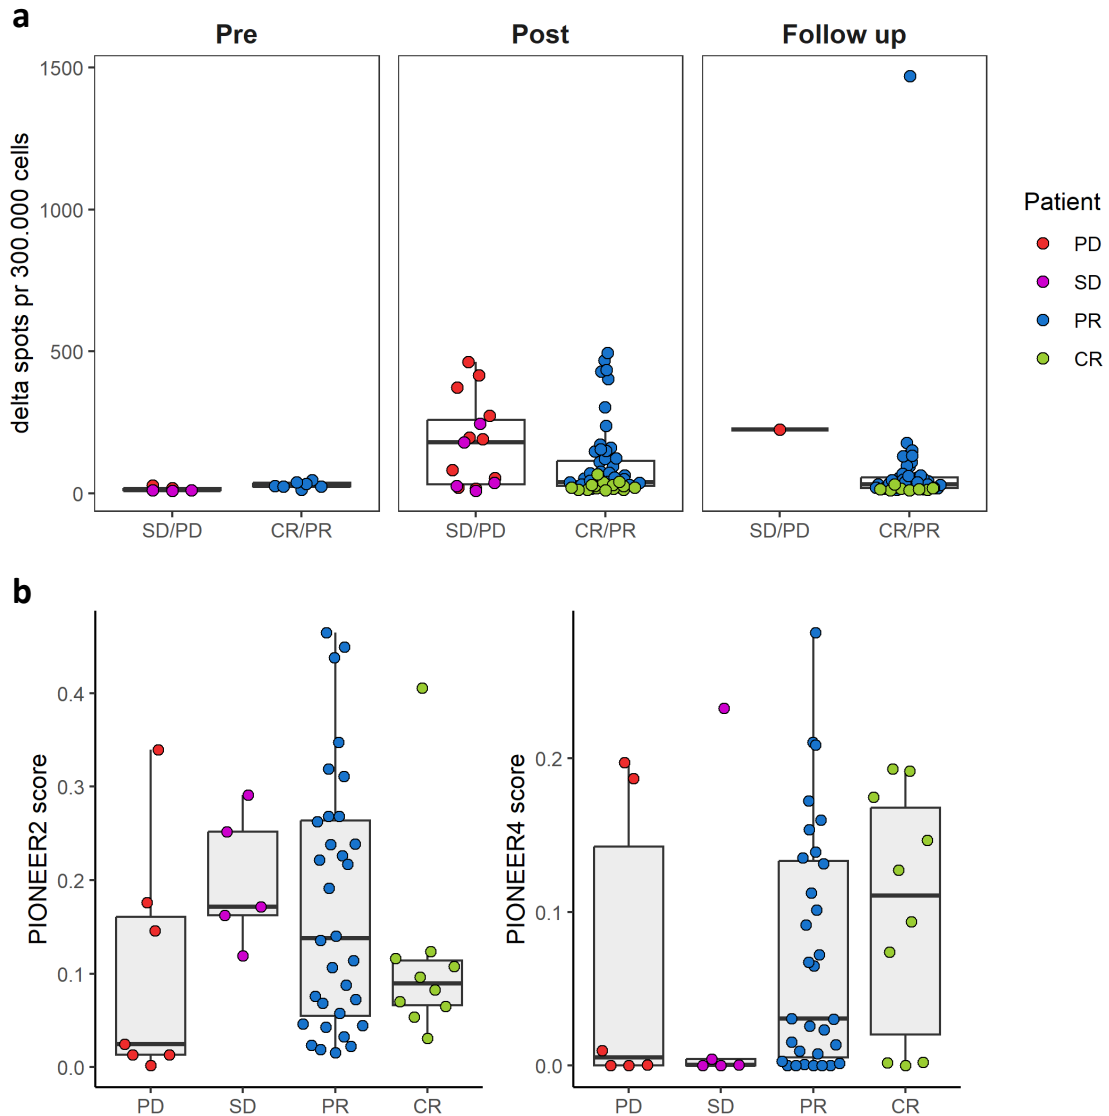 a
Pre
Post
Follow up
delta spots pr 300.000 cells
1500
1000
500
0
SD/PD
CR/PR
SD/PD
CR/PR
SD/PD
CR/PR
Patient
PD
SD
PR
CR
b
PIONEER2 score
0.4
0.3
0.2
0.1
0.0
PD
SD
PR
CR
PIONEER4 score
0.2
0.1
0.0
PD
SD
PR
CR